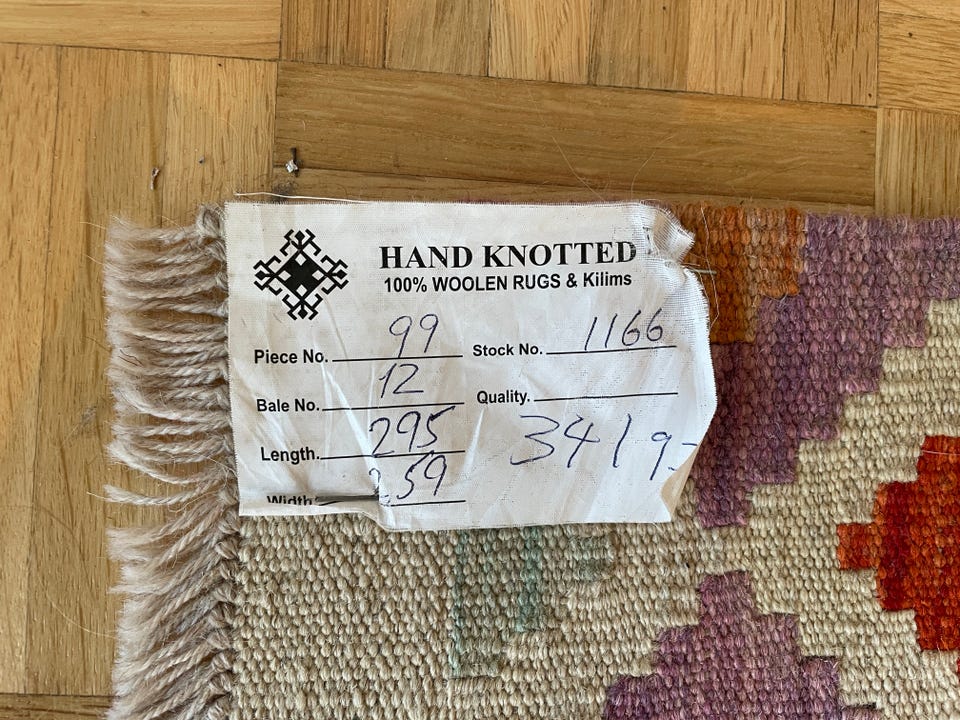 HAND KNOTTED
100% WOOLEN RUGS & Kilims
Piece No. 99 Stock No. 1166
Bale No. 12 Quality.
Length. 295 3419-
Width 259